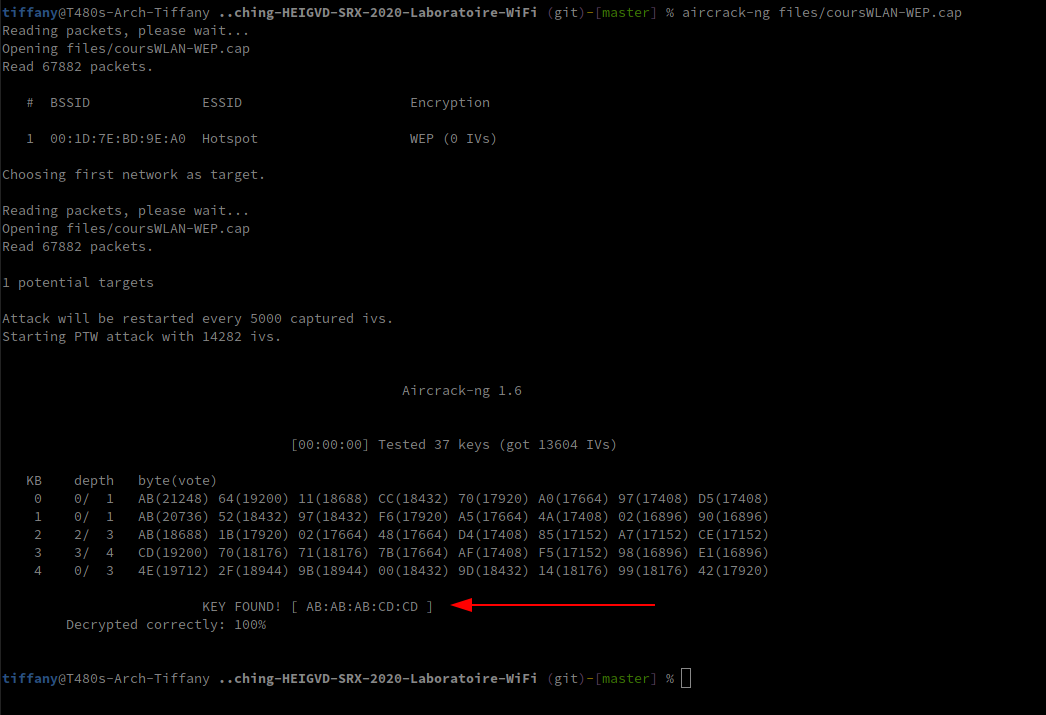 tiffany@T480s-Arch-Tiffany ..ching-HEIGVD-SRX-2020-Laboratoire-WiFi (git)-[master] % aircrack-ng files/coursWLAN-WEP.cap
Reading packets, please wait...
Opening files/coursWLAN-WEP.cap
Read 67882 packets.
# BSSID ESSID Encryption
1 00:1D:7E:BD:9E:A0 Hotspot WEP (0 IVs)
Choosing first network as target.
Reading packets, please wait...
Opening files/coursWLAN-WEP.cap
Read 67882 packets.
1 potential targets
Attack will be restarted every 5000 captured ivs.
Starting PTW attack with 14282 ivs.
Aircrack-ng 1.6
[00:00:00] Tested 37 keys (got 13604 IVs)
KB depth byte(vote)
0 0/ 1 AB(21248) 64(19200) 11(18688) CC(18432) 70(17920) A0(17664) 97(17408) D5(17408)
1 0/ 1 AB(20736) 52(18432) 97(18432) F6(17920) A5(17664) 4A(17408) 02(16896) 90(16896)
2 2/ 3 AB(18688) 1B(17920) 02(17664) 48(17664) D4(17408) 85(17152) A7(17152) CE(17152)
3 3/ 4 CD(19200) 70(18176) 71(18176) 7B(17664) AF(17408) F5(17152) 98(16896) E1(16896)
4 0/ 3 4E(19712) 2F(18944) 9B(18944) 00(18432) 9D(18432) 14(18176) 99(18176) 42(17920)
KEY FOUND! [ AB:AB:AB:CD:CD ]
Decrypted correctly: 100%
tiffany@T480s-Arch-Tiffany ..ching-HEIGVD-SRX-2020-Laboratoire-WiFi (git)-[master] %